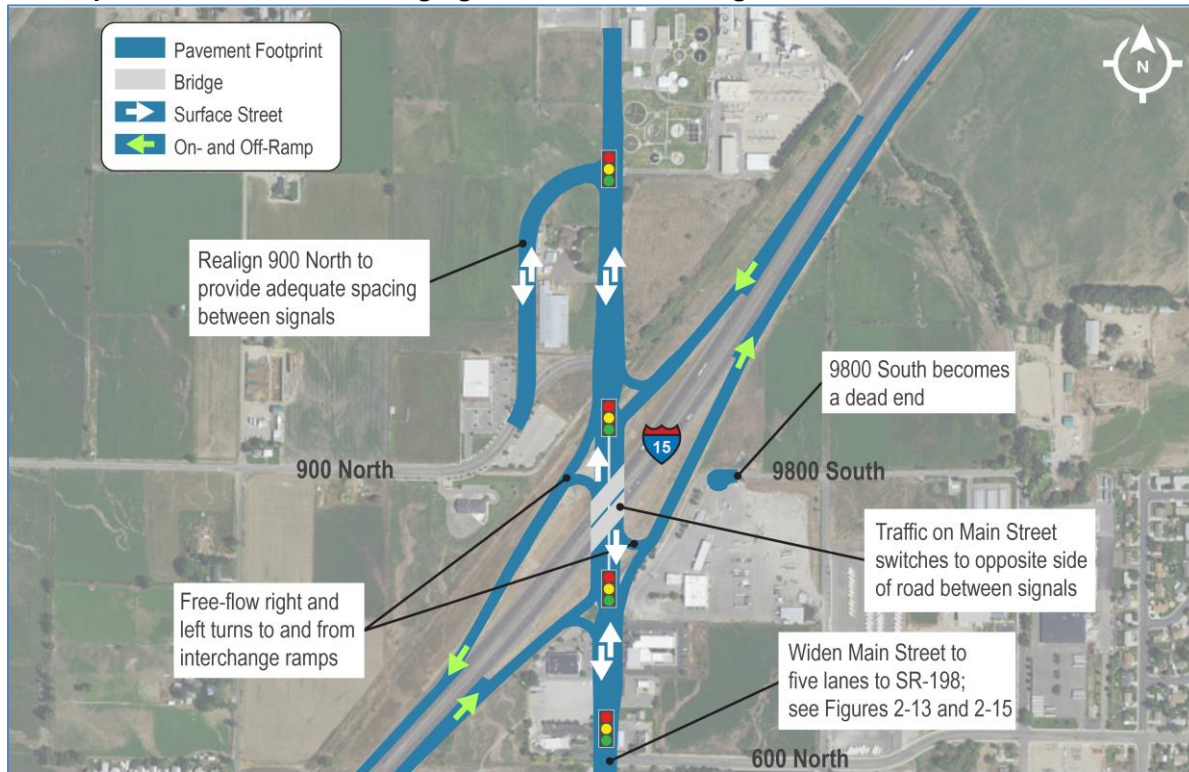 Pavement Footprint
Bridge
Surface Street
On- and Off-Ramp
N
Realign 900 North to
provide adequate spacing
between signals
9800 South becomes
a dead end
15
900 North
9800 South
Traffic on Main Street
switches to opposite side
of road between signals
Free-flow right and
left turns to and from
interchange ramps
Widen Main Street to
five lanes to SR-198;
see Figures 2-13 and 2-15
600 North